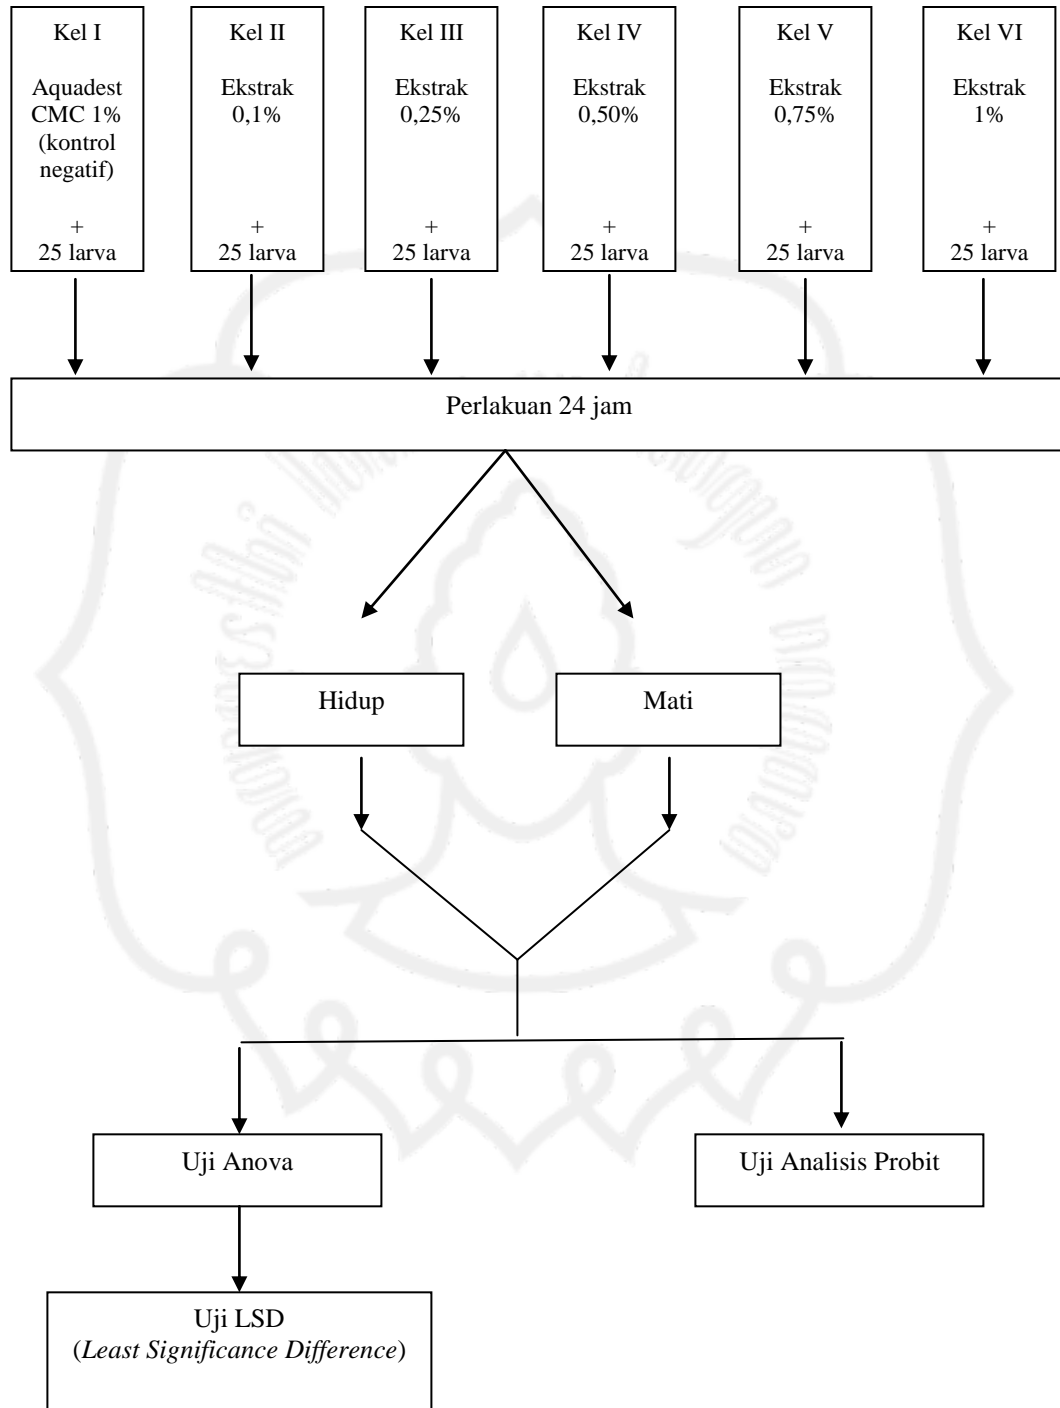 Kel I
Aquadest
CMC 1%
(kontrol
negatif)
+
25 larva
Kel II
Ekstrak
0,1%
+
25 larva
Kel III
Ekstrak
0,25%
+
25 larva
Kel IV
Ekstrak
0,50%
+
25 larva
Kel V
Ekstrak
0,75%
+
25 larva
Kel VI
Ekstrak
1%
+
25 larva
Perlakuan 24 jam
Hidup
Mati
Uji Anova
Uji Analisis Probit
Uji LSD
(Least Significance Difference)